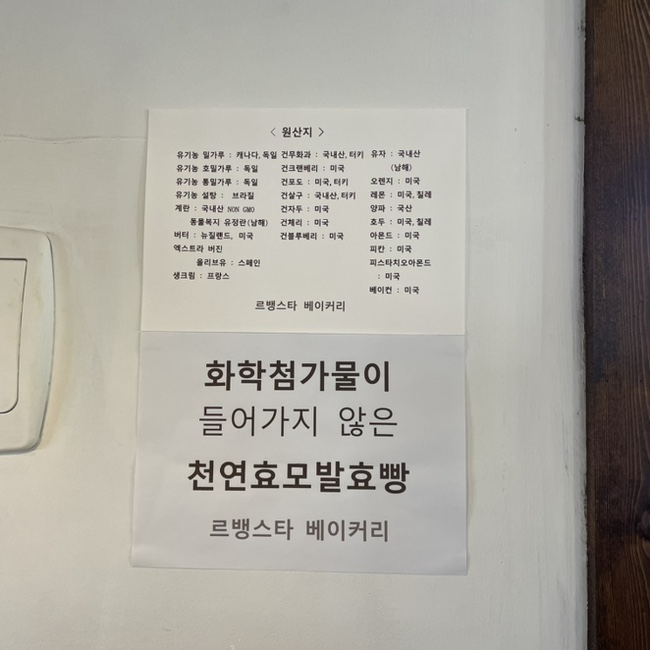 < 원산지 >
유기농 밀가루 : 캐나다, 독일
유기농 호밀가루 : 독일
유기농 통밀가루 : 독일
유기농 설탕 : 브라질
계란 : 국내산 NON GMO
동물복지 유정란(남해)
버터 : 뉴질랜드, 미국
엑스트라 버진
올리브유 : 스페인
생크림 : 프랑스
건무화과 : 국내산, 터키
건크랜베리 : 미국
건포도 : 미국, 터키
건살구 : 국내산, 터키
건자두 : 미국
건체리 : 미국
건블루베리 : 미국
유자 : 국내산
(남해)
오렌지 : 미국
레몬 : 미국, 칠레
양파 : 국산
호두 : 미국, 칠레
아몬드 : 미국
피칸 : 미국
피스타치오아몬드
: 미국
베이컨 : 미국
르뱅스타 베이커리
화학첨가물이
들어가지 않은
천연효모발효빵
르뱅스타 베이커리